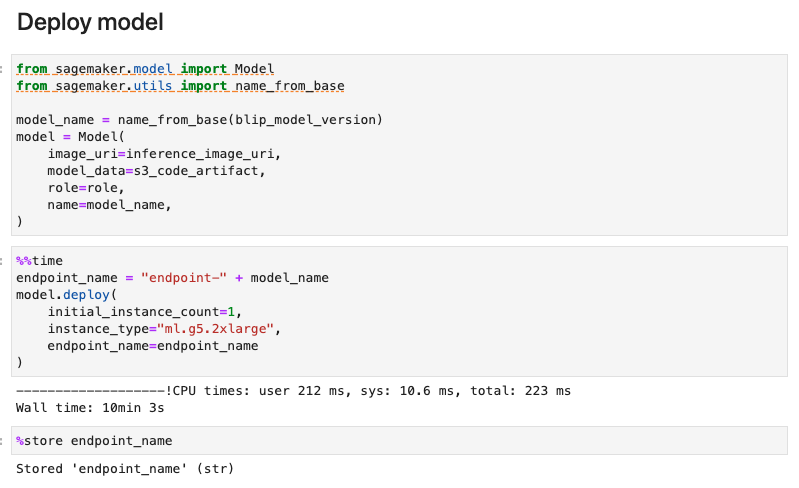 Deploy model
from sagemaker.model import Model
from sagemaker.utils import name_from_base
model_name = name_from_base(blip_model_version)
model = Model(
    image_uri=inference_image_uri,
    model_data=s3_code_artifact,
    role=role,
    name=model_name,
)
%%time
endpoint_name = "endpoint-" + model_name
model.deploy(
    initial_instance_count=1,
    instance_type="ml.g5.2xlarge",
    endpoint_name=endpoint_name
)
-------------------!CPU times: user 212 ms, sys: 10.6 ms, total: 223 ms
Wall time: 10min 3s
%store endpoint_name
Stored 'endpoint_name' (str)